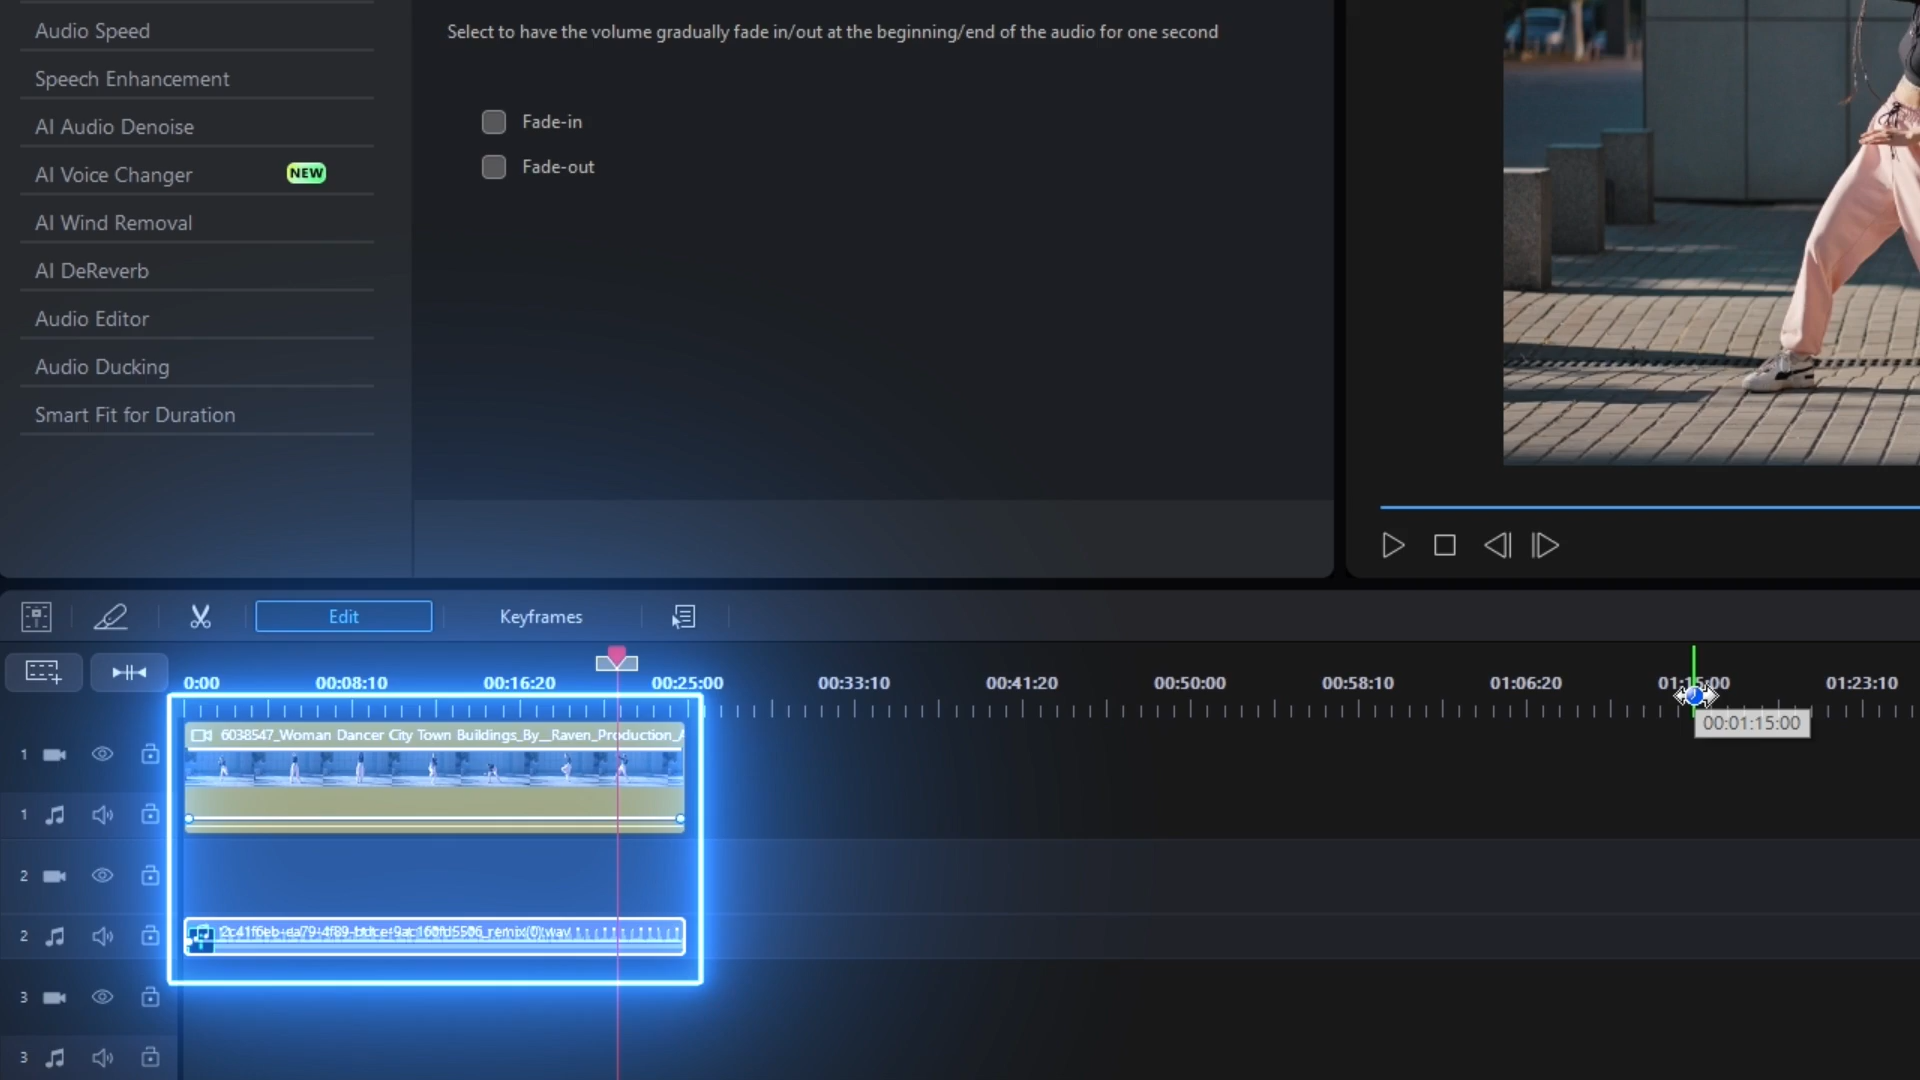 Audio Speed
Speech Enhancement
AI Audio Denoise
AI Voice Changer NEW
AI Wind Removal
AI DeReverb
Audio Editor
Audio Ducking
Smart Fit for Duration
Select to have the volume gradually fade in/out at the beginning/end of the audio for one second
Fade-in
Fade-out
Edit Keyframes
0:00 00:08:10 00:16:20 00:25:00 00:33:10 00:41:20 00:50:00 00:58:10 01:06:20 01:15:00 01:23:10
00:01:15:00
6038547_Woman Dancer City Town Buildings_By__Raven_Production_
1
1
2
2
3
3